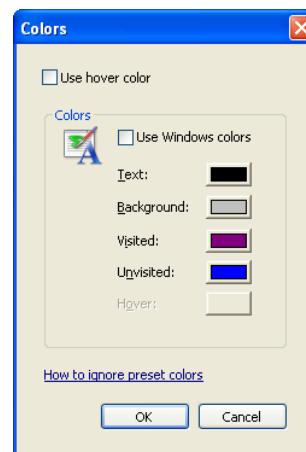 Colors
Use hover color
Colors
Use Windows colors
Text:
Background:
Visited:
Unvisited:
Hover:
How to ignore preset colors
OK Cancel